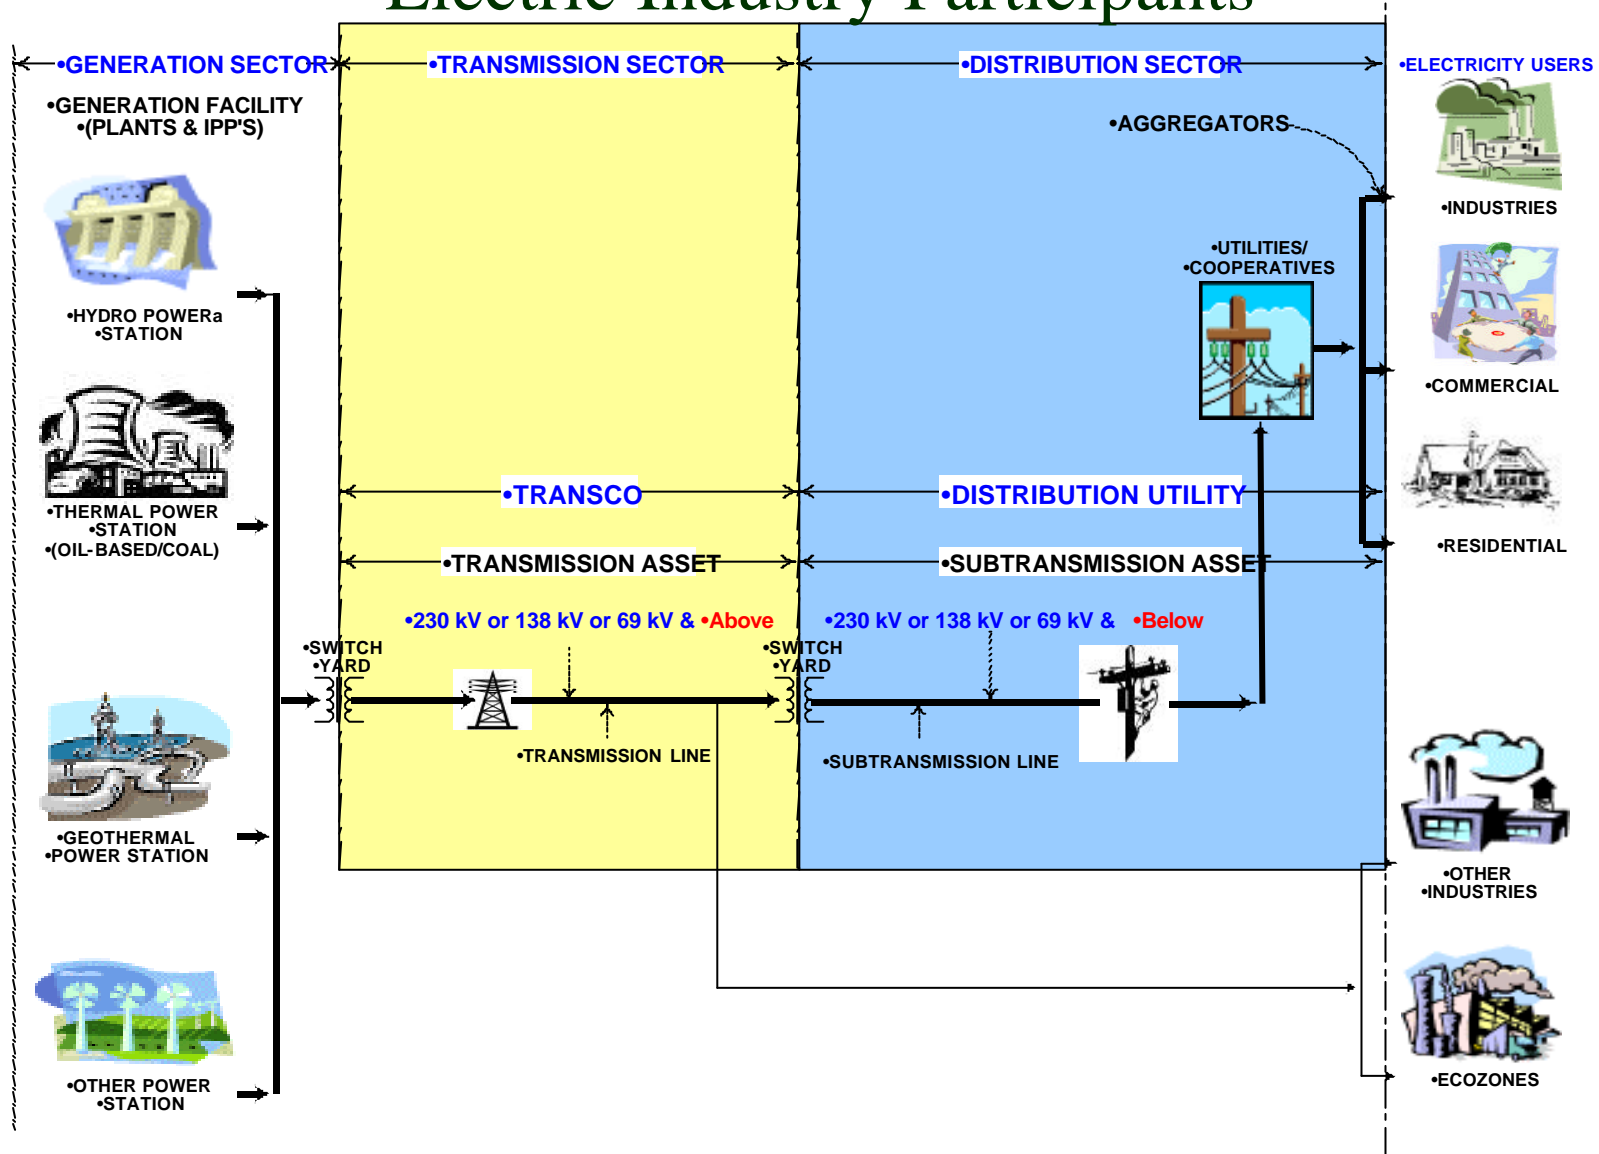 Electric Industry Participants
•GENERATION SECTOR
•TRANSMISSION SECTOR
•DISTRIBUTION SECTOR
•ELECTRICITY USERS
•GENERATION FACILITY
•(PLANTS & IPP'S)
•AGGREGATORS
•INDUSTRIES
•UTILITIES/
•COOPERATIVES
•HYDRO POWERa
•STATION
•COMMERCIAL
•TRANSCO
•DISTRIBUTION UTILITY
•THERMAL POWER
•STATION
•(OIL-BASED/COAL)
•RESIDENTIAL
•TRANSMISSION ASSET
•SUBTRANSMISSION ASSET
•230 kV or 138 kV or 69 kV & •Above
•230 kV or 138 kV or 69 kV & •Below
•SWITCH
•YARD
•SWITCH
•YARD
•TRANSMISSION LINE
•SUBTRANSMISSION LINE
•GEOTHERMAL
•POWER STATION
•OTHER
•INDUSTRIES
•OTHER POWER
•STATION
•ECOZONES